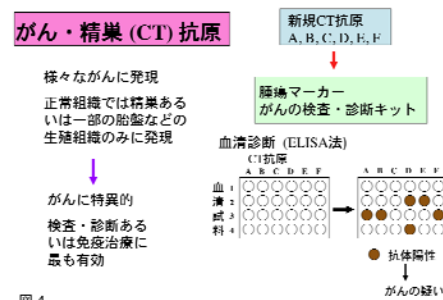 がん・精巣 (CT) 抗原
様々ながんに発現
正常組織では精巣ある
いは一部の胎盤などの
生殖組織のみに発現
がんに特異的
検査・診断ある
いは免疫治療に
最も有効
図4
新規CT抗原
A, B, C, D, E, F
腫瘍マーカー
がんの検査・診断キット
血清診断 (ELISA法)
CT抗原
A B C D E F
A B C D E F
血 1
清 2
試 3
料 4
抗体陽性
がんの疑い